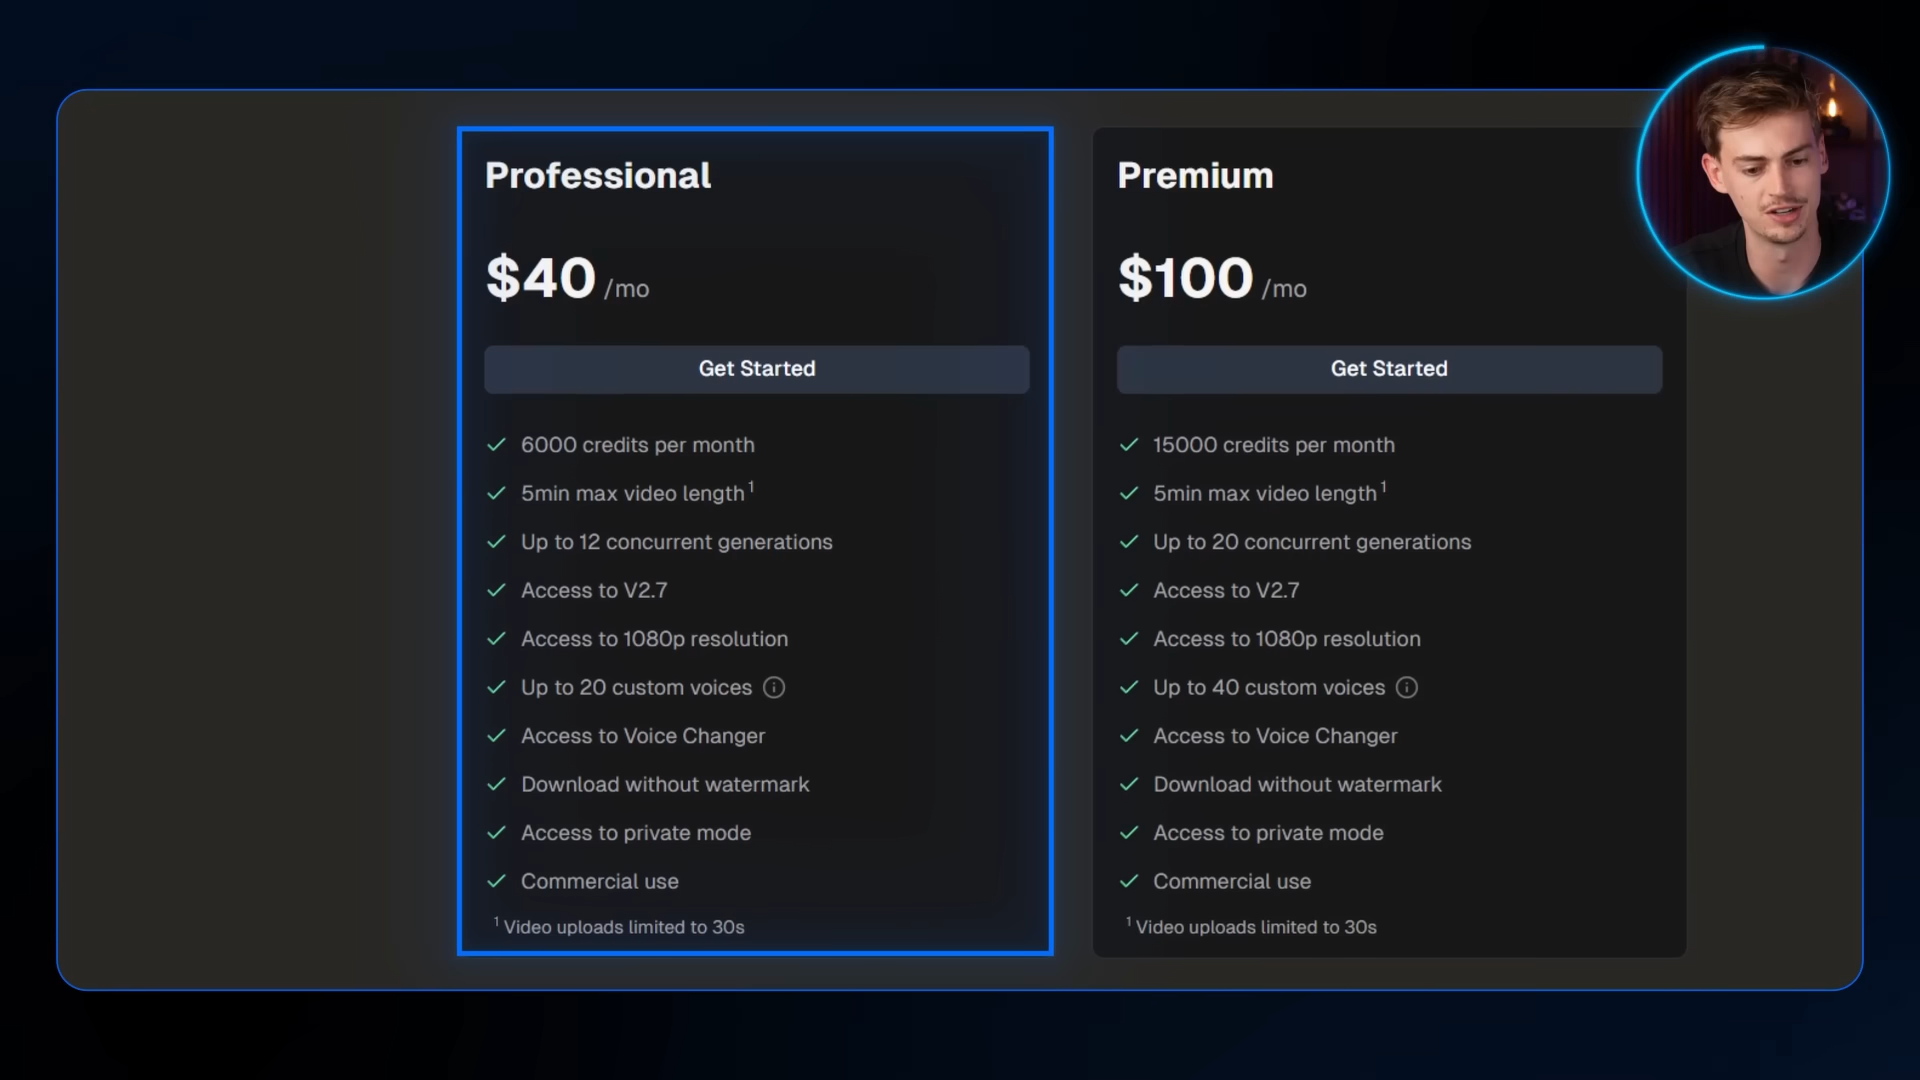 Professional
$40 /mo
Get Started
6000 credits per month
5min max video length¹
Up to 12 concurrent generations
Access to V2.7
Access to 1080p resolution
Up to 20 custom voices
Access to Voice Changer
Download without watermark
Access to private mode
Commercial use
¹ Video uploads limited to 30s
Premium
$100 /mo
Get Started
15000 credits per month
5min max video length¹
Up to 20 concurrent generations
Access to V2.7
Access to 1080p resolution
Up to 40 custom voices
Access to Voice Changer
Download without watermark
Access to private mode
Commercial use
¹ Video uploads limited to 30s